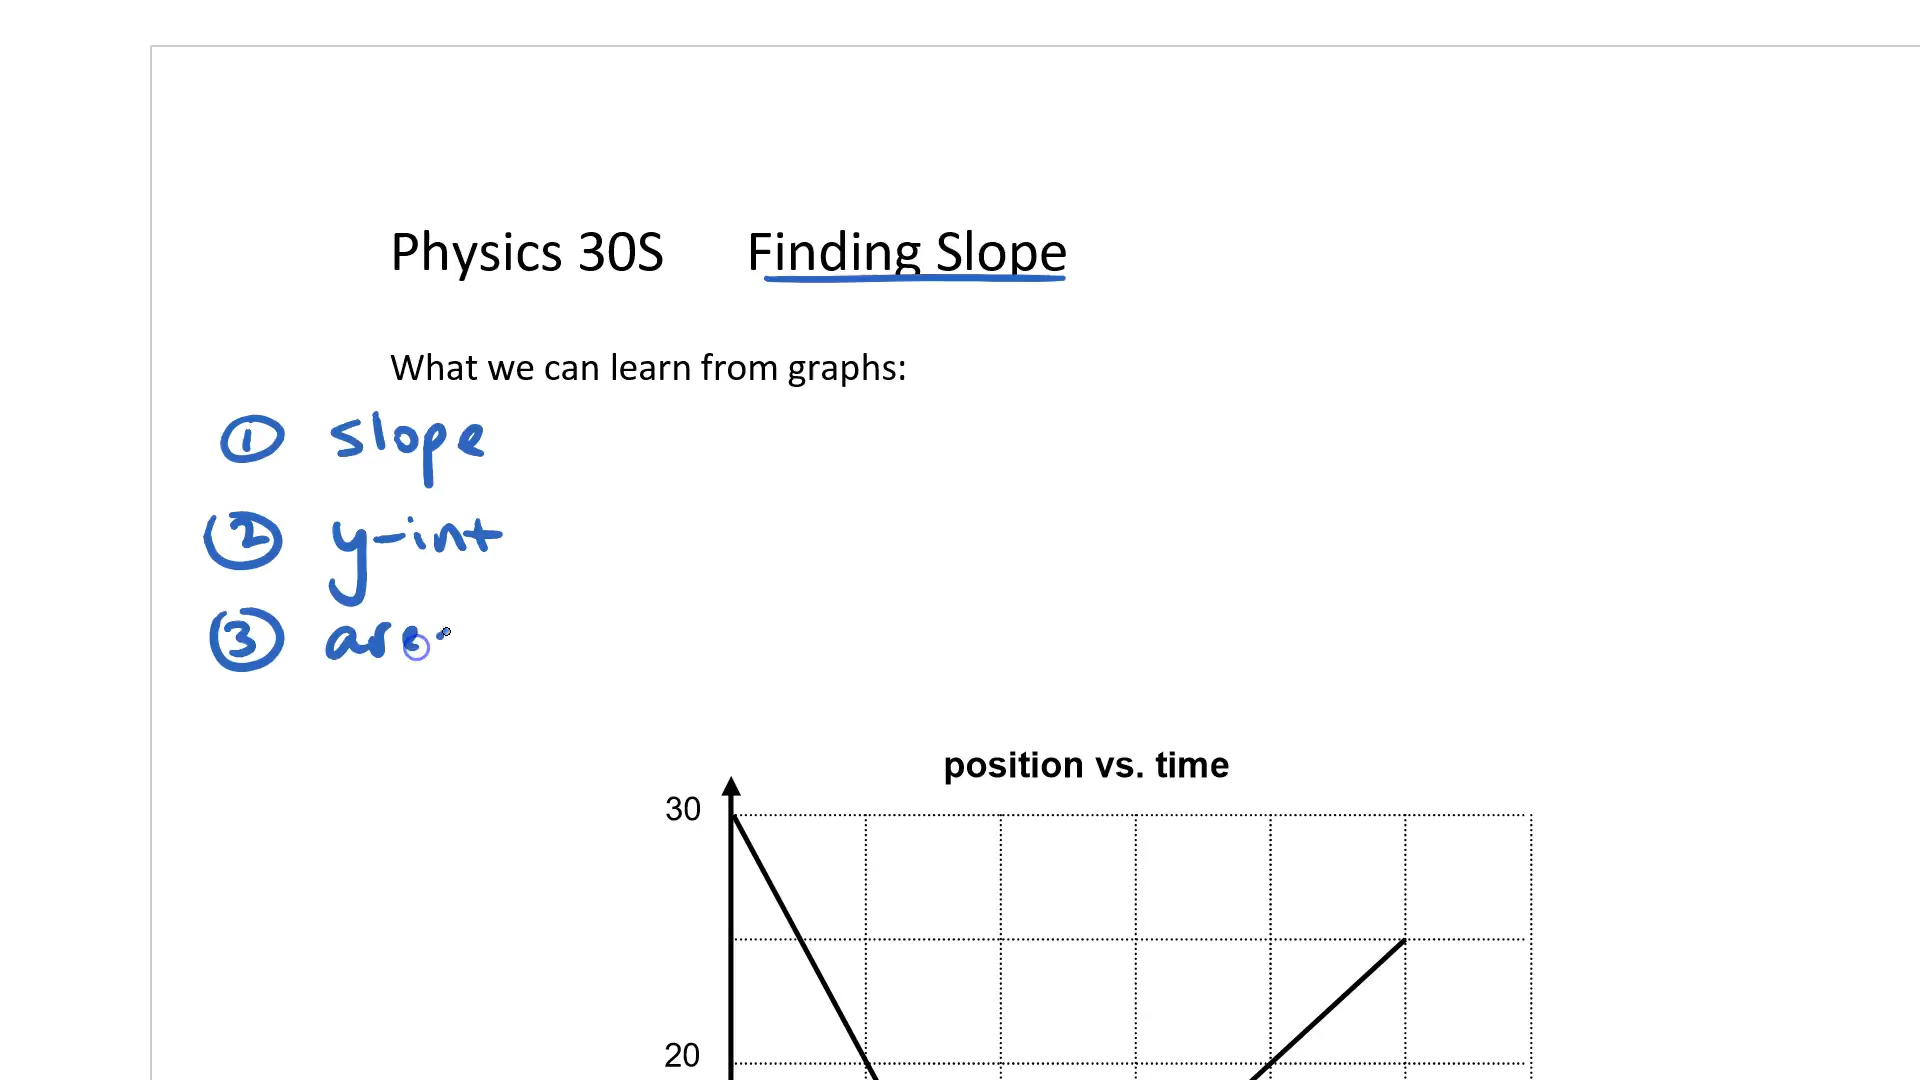 Physics 30S Finding Slope
What we can learn from graphs:
① slope
② y-int
③ are
position vs. time
30
20